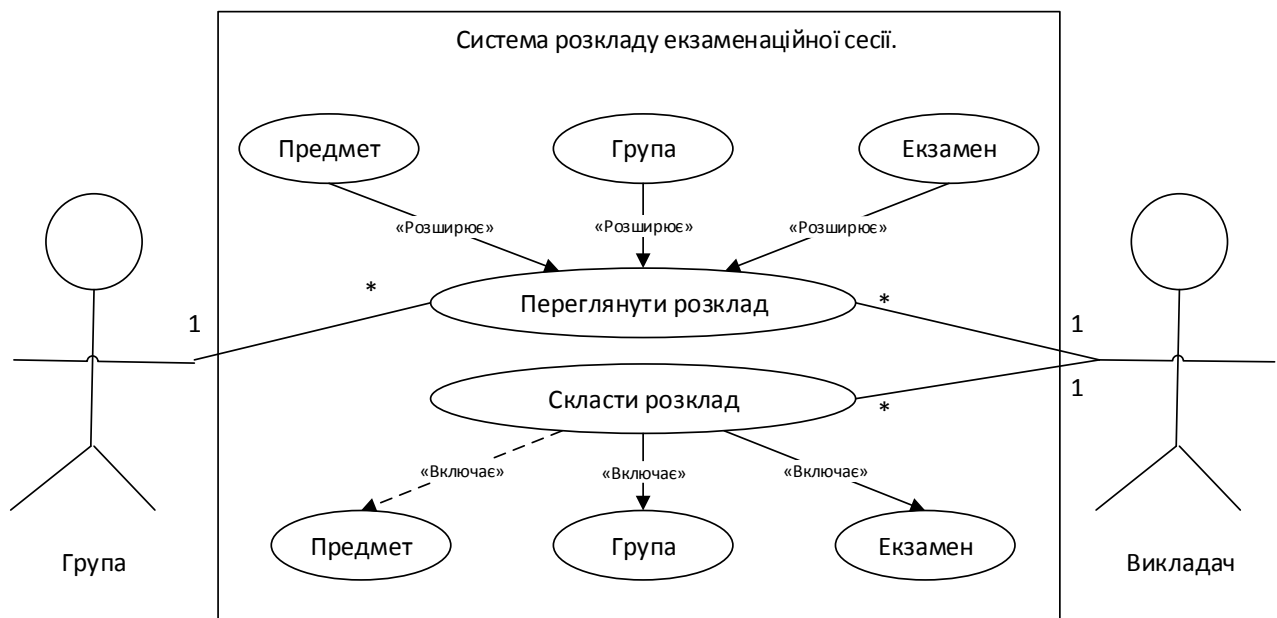 Система розкладу екзаменаційної сесії.
Предмет
Група
Екзамен
«Розширює»
«Розширює»
«Розширює»
*
Переглянути розклад
*
1
1
Скласти розклад
*
1
«Включає»
«Включає»
«Включає»
Предмет
Група
Екзамен
Група
Викладач